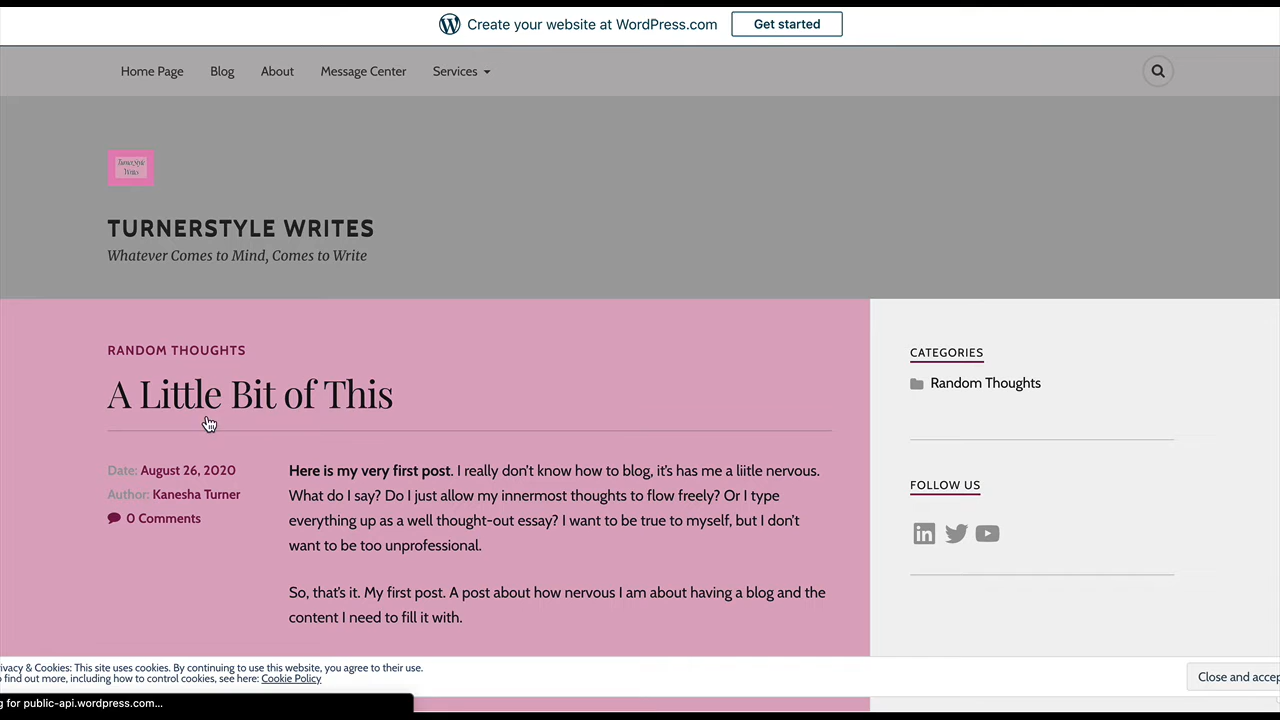 Create your website at WordPress.com Get started
Home Page Blog About Message Center Services
TurnerStyle
Writes
TURNERSTYLE WRITES
Whatever Comes to Mind, Comes to Write
RANDOM THOUGHTS
A Little Bit of This
Date: August 26, 2020
Author: Kanesha Turner
0 Comments
Here is my very first post. I really don't know how to blog, it's has me a liitle nervous.
What do I say? Do I just allow my innermost thoughts to flow freely? Or I type
everything up as a well thought-out essay? I want to be true to myself, but I don't
want to be too unprofessional.
So, that's it. My first post. A post about how nervous I am about having a blog and the
content I need to fill it with.
CATEGORIES
Random Thoughts
FOLLOW US
ivacy & Cookies: This site uses cookies. By continuing to use this website, you agree to their use.
o find out more, including how to control cookies, see here: Cookie Policy
Close and accep
g for public-api.wordpress.com...